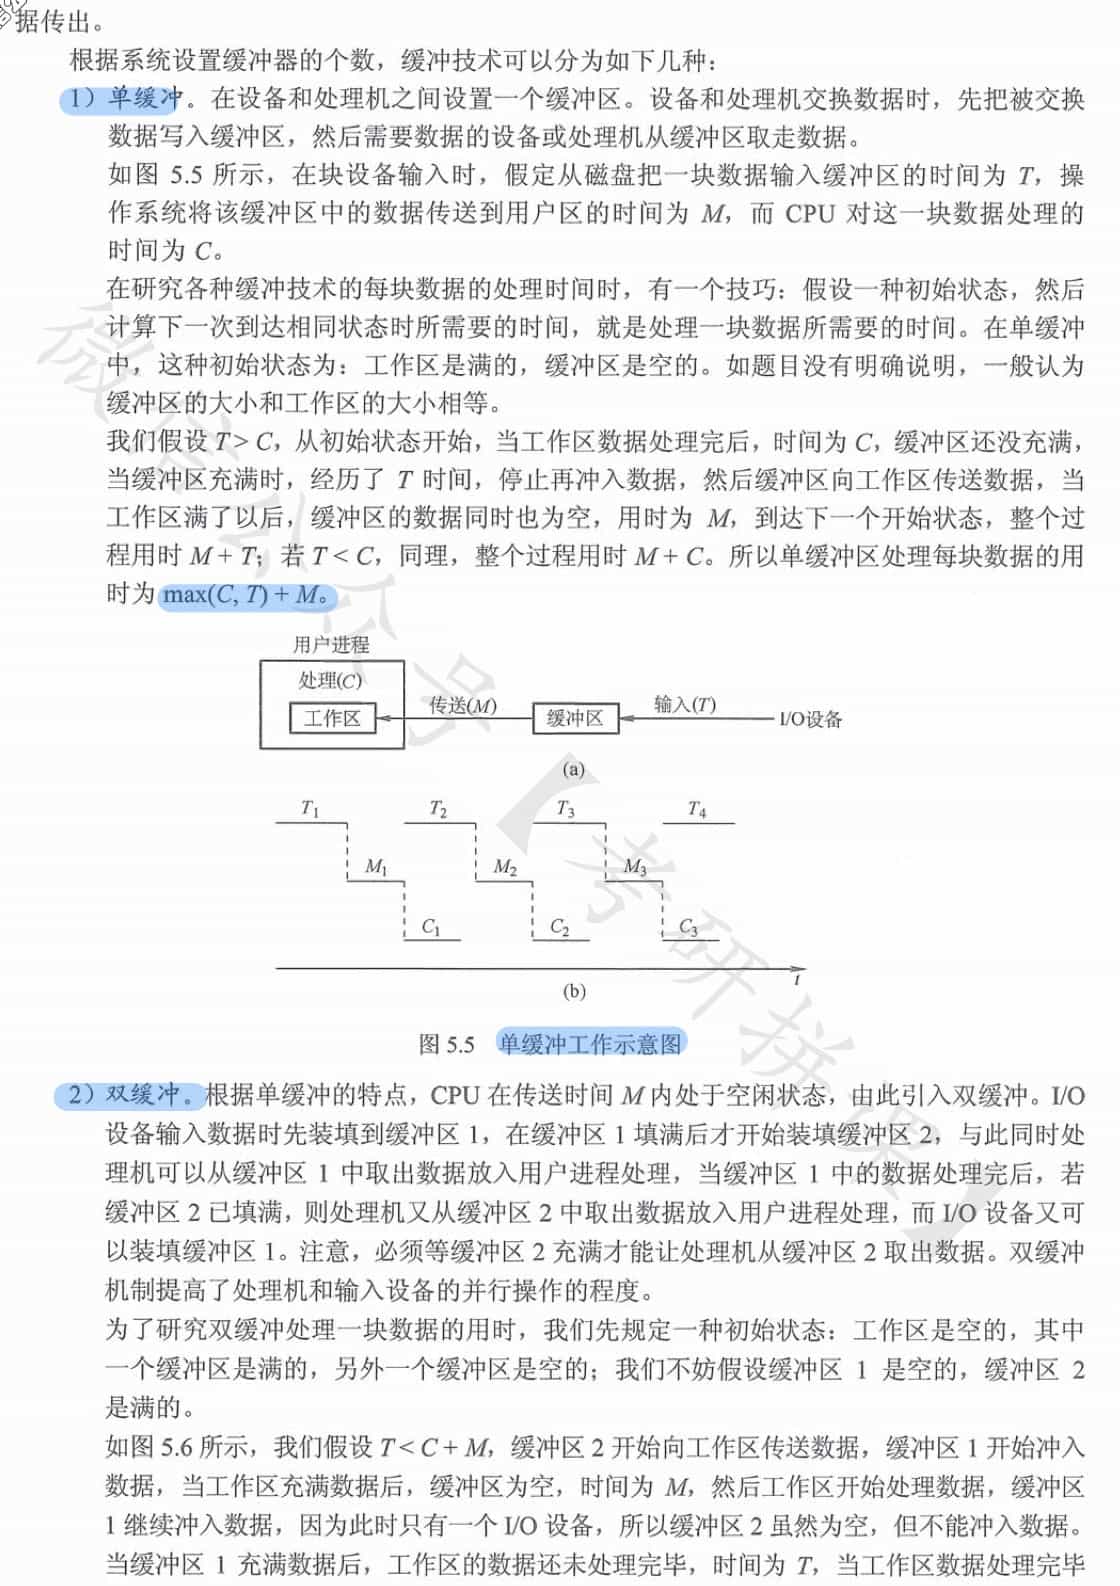 据传出。
根据系统设置缓冲器的个数，缓冲技术可以分为如下几种：
1）单缓冲。在设备和处理机之间设置一个缓冲区。设备和处理机交换数据时，先把被交换
数据写入缓冲区，然后需要数据的设备或处理机从缓冲区取走数据。
如图 5.5 所示，在块设备输入时，假定从磁盘把一块数据输入缓冲区的时间为 T，操
作系统将该缓冲区中的数据传送到用户区的时间为 M，而 CPU 对这一块数据处理的
时间为 C。
在研究各种缓冲技术的每块数据的处理时间时，有一个技巧：假设一种初始状态，然后
计算下一次到达相同状态时所需要的时间，就是处理一块数据所需要的时间。在单缓冲
中，这种初始状态为：工作区是满的，缓冲区是空的。如题目没有明确说明，一般认为
缓冲区的大小和工作区的大小相等。
我们假设 T > C，从初始状态开始，当工作区数据处理完后，时间为 C，缓冲区还没充满，
当缓冲区充满时，经历了 T 时间，停止再冲入数据，然后缓冲区向工作区传送数据，当
工作区满了以后，缓冲区的数据同时也为空，用时为 M，到达下一个开始状态，整个过
程用时 M + T；若 T < C，同理，整个过程用时 M + C。所以单缓冲区处理每块数据的用
时为 max(C, T) + M。
用户进程
处理(C)
工作区
传送(M)
缓冲区
输入(T)
I/O设备
(a)
T1 T2 T3 T4
M1 M2 M3
C1 C2 C3
t
(b)
图 5.5 单缓冲工作示意图
2）双缓冲。根据单缓冲的特点，CPU 在传送时间 M 内处于空闲状态，由此引入双缓冲。I/O
设备输入数据时先装填到缓冲区 1，在缓冲区 1 填满后才开始装填缓冲区 2，与此同时处
理机可以从缓冲区 1 中取出数据放入用户进程处理，当缓冲区 1 中的数据处理完后，若
缓冲区 2 已填满，则处理机又从缓冲区 2 中取出数据放入用户进程处理，而 I/O 设备又可
以装填缓冲区 1。注意，必须等缓冲区 2 充满才能让处理机从缓冲区 2 取出数据。双缓冲
机制提高了处理机和输入设备的并行操作的程度。
为了研究双缓冲处理一块数据的用时，我们先规定一种初始状态：工作区是空的，其中
一个缓冲区是满的，另外一个缓冲区是空的；我们不妨假设缓冲区 1 是空的，缓冲区 2
是满的。
如图 5.6 所示，我们假设 T < C + M，缓冲区 2 开始向工作区传送数据，缓冲区 1 开始冲入
数据，当工作区充满数据后，缓冲区为空，时间为 M，然后工作区开始处理数据，缓冲区
1 继续冲入数据，因为此时只有一个 I/O 设备，所以缓冲区 2 虽然为空，但不能冲入数据。
当缓冲区 1 充满数据后，工作区的数据还未处理完毕，时间为 T，当工作区数据处理完毕
微信公众号【考研拼课】